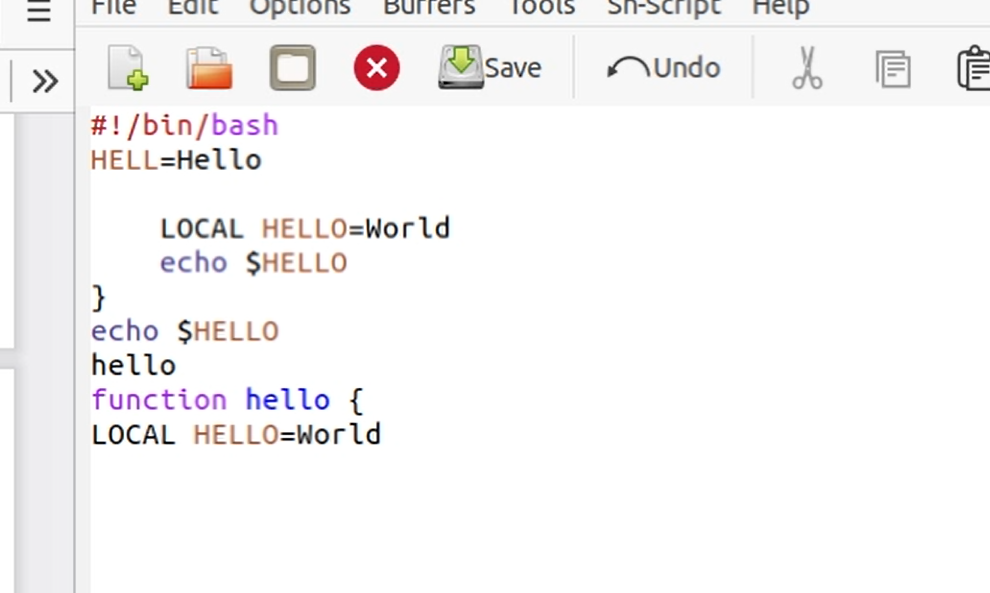 File Edit Options Buffers Tools Sh-Script Help
Save Undo
#!/bin/bash
HELL=Hello
LOCAL HELLO=World
echo $HELLO
}
echo $HELLO
hello
function hello {
LOCAL HELLO=World